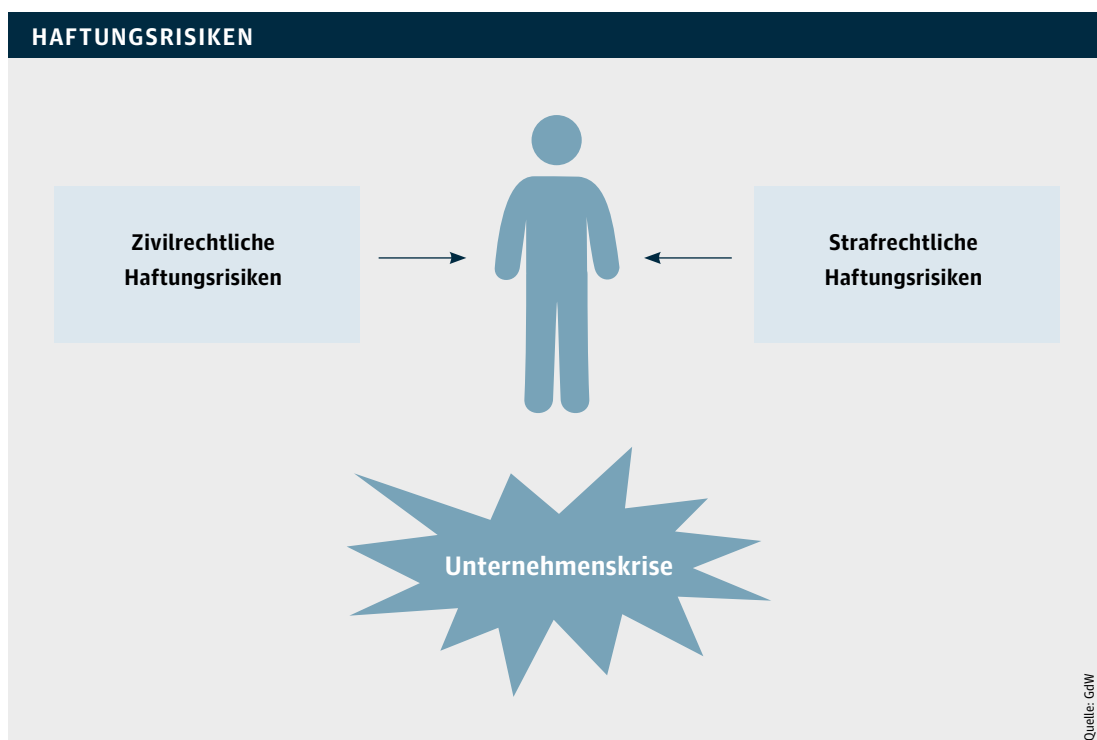 HAFTUNGSRISIKEN
Zivilrechtliche
Haftungsrisiken
Strafrechtliche
Haftungsrisiken
Unternehmenskrise
Quelle: GdW